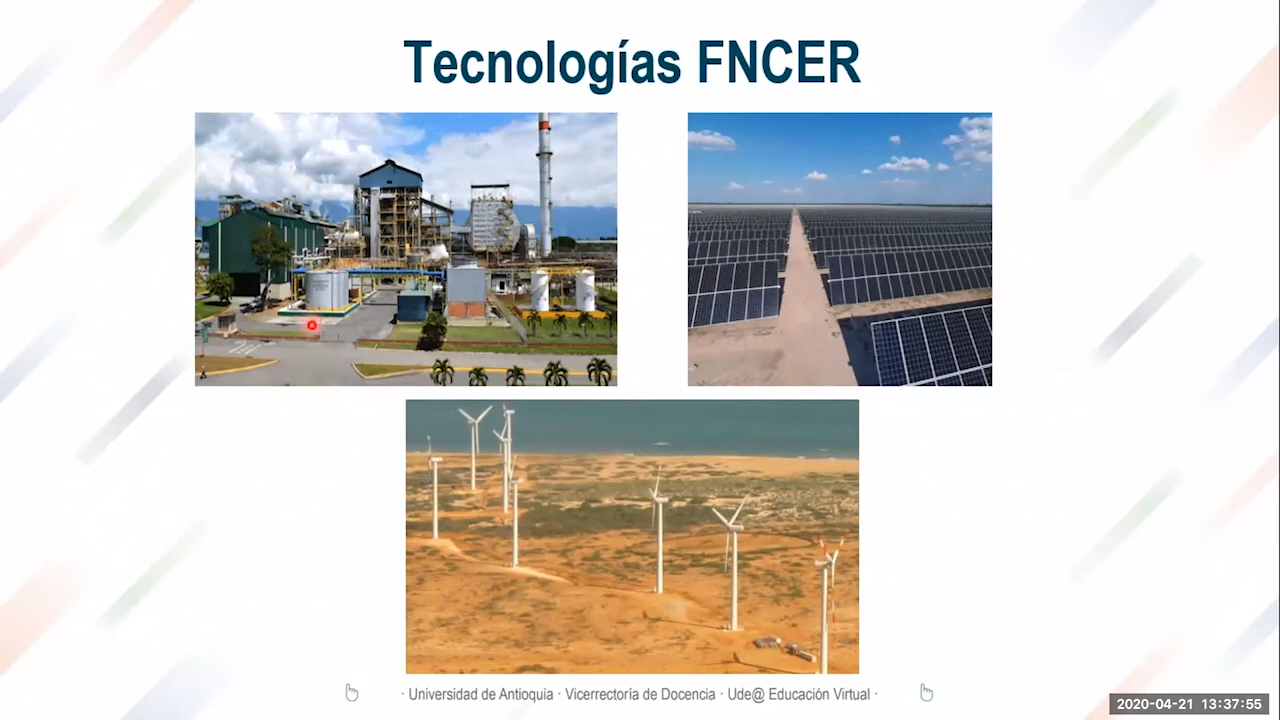 Tecnologías FNCER
· Universidad de Antioquia · Vicerrectoría de Docencia · Ude@ Educación Virtual ·
2020-04-21 13:37:55